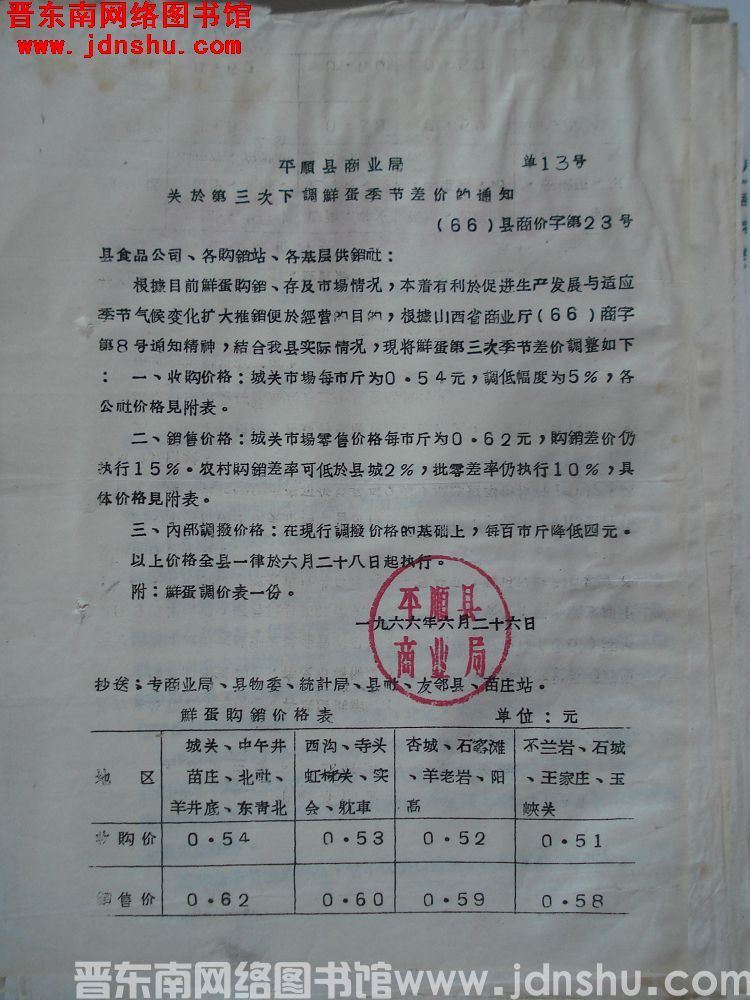 晋东南网络图书馆
www.jdnshu.com
平順县商业局 单13号
关於第三次下調鮮蛋季节差价的通知
(66)县商价字第23号
县食品公司、各购銷站、各基层供銷社：
根据目前鮮蛋购銷、存及市場情况，本着有利於促进生产发展与适应
季节气候变化扩大推銷便於經营的目的，根據山西省商业厅(66)商字
第8号通知精神，結合我县实际情况，現将鮮蛋第三次季节差价調整如下
：一、收购价格：城关市場每市斤为0.54元，調低幅度为5%，各
公社价格見附表。
二、銷售价格：城关市場零售价格每市斤为0.62元，购銷差价仍
执行15%。农村购銷差率可低於县城2%，批零差率仍执行10%，具
体价格見附表。
三、內部調撥价格：在現行調撥价格的基础上，每百市斤降低四元。
以上价格全县一律於六月二十八日起执行。
附：鮮蛋調价表一份。
平順县
商业局
一九六六年六月二十六日
抄送：专商业局、县物委、統計局、县社、友邻县、苗庄站。
鮮蛋购銷价格表 单位：元
地区 城关、中午井 西沟、寺头 杏城、石窑滩 不兰岩、石城
苗庄、北社、 虹梯关、实 、羊老岩、阳 、王家庄、玉
羊井底、东青北 会、躭車 高 峽关
收购价 0.54 0.53 0.52 0.51
銷售价 0.62 0.60 0.59 0.58
晋东南网络图书馆www.jdnshu.com